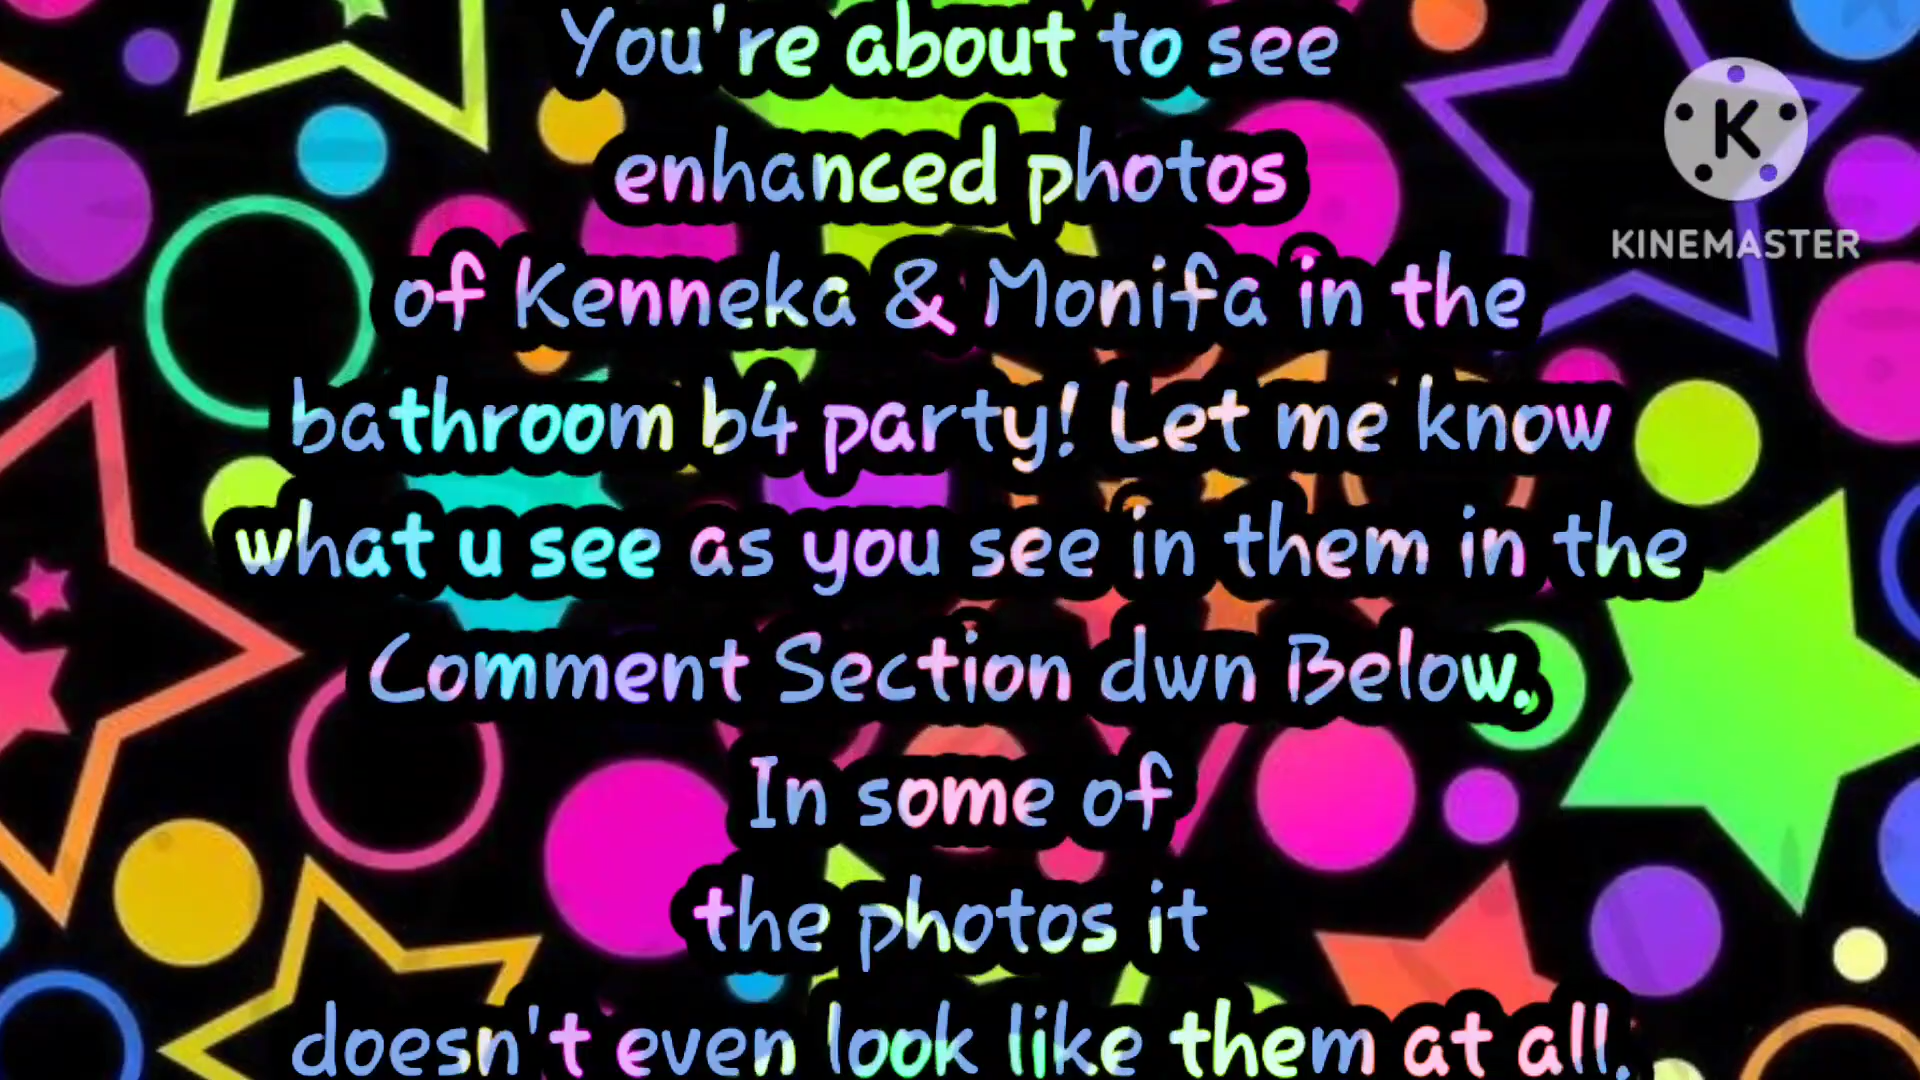 You're about to see
enhanced photos
of Kenneka & Monifa in the
bathroom b4 party! Let me know
what u see as you see in them in the
Comment Section dwn Below.
In some of
the photos it
doesn't even look like them at all.
K
KINEMASTER